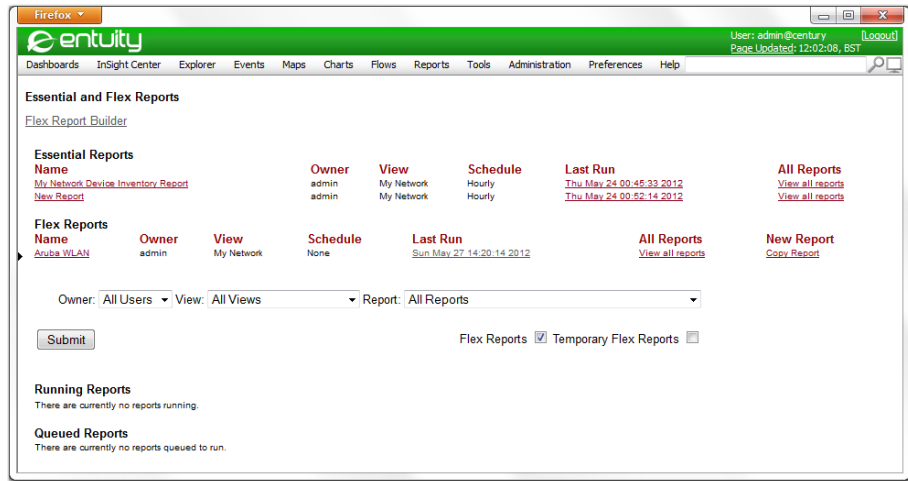 Firefox
entuity
User: admin@century [Logout]
Page Updated: 12:02:08, BST
Dashboards InSight Center Explorer Events Maps Charts Flows Reports Tools Administration Preferences Help
Essential and Flex Reports
Flex Report Builder
Essential Reports
Name Owner View Schedule Last Run All Reports
My Network Device Inventory Report admin My Network Hourly Thu May 24 00:45:33 2012 View all reports
New Report admin My Network Hourly Thu May 24 00:52:14 2012 View all reports
Flex Reports
Name Owner View Schedule Last Run All Reports New Report
Aruba WLAN admin My Network None Sun May 27 14:20:14 2012 View all reports Copy Report
Owner: All Users View: All Views Report: All Reports
Submit Flex Reports Temporary Flex Reports
Running Reports
There are currently no reports running.
Queued Reports
There are currently no reports queued to run.